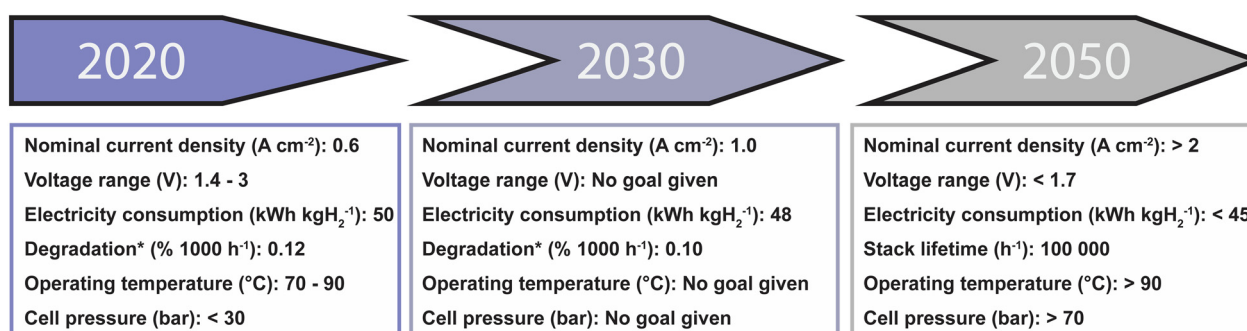 2020
Nominal current density (A cm⁻²): 0.6
Voltage range (V): 1.4 - 3
Electricity consumption (kWh kgH₂⁻¹): 50
Degradation* (% 1000 h⁻¹): 0.12
Operating temperature (°C): 70 - 90
Cell pressure (bar): < 30
2030
Nominal current density (A cm⁻²): 1.0
Voltage range (V): No goal given
Electricity consumption (kWh kgH₂⁻¹): 48
Degradation* (% 1000 h⁻¹): 0.10
Operating temperature (°C): No goal given
Cell pressure (bar): No goal given
2050
Nominal current density (A cm⁻²): > 2
Voltage range (V): < 1.7
Electricity consumption (kWh kgH₂⁻¹): < 45
Stack lifetime (h⁻¹): 100 000
Operating temperature (°C): > 90
Cell pressure (bar): > 70